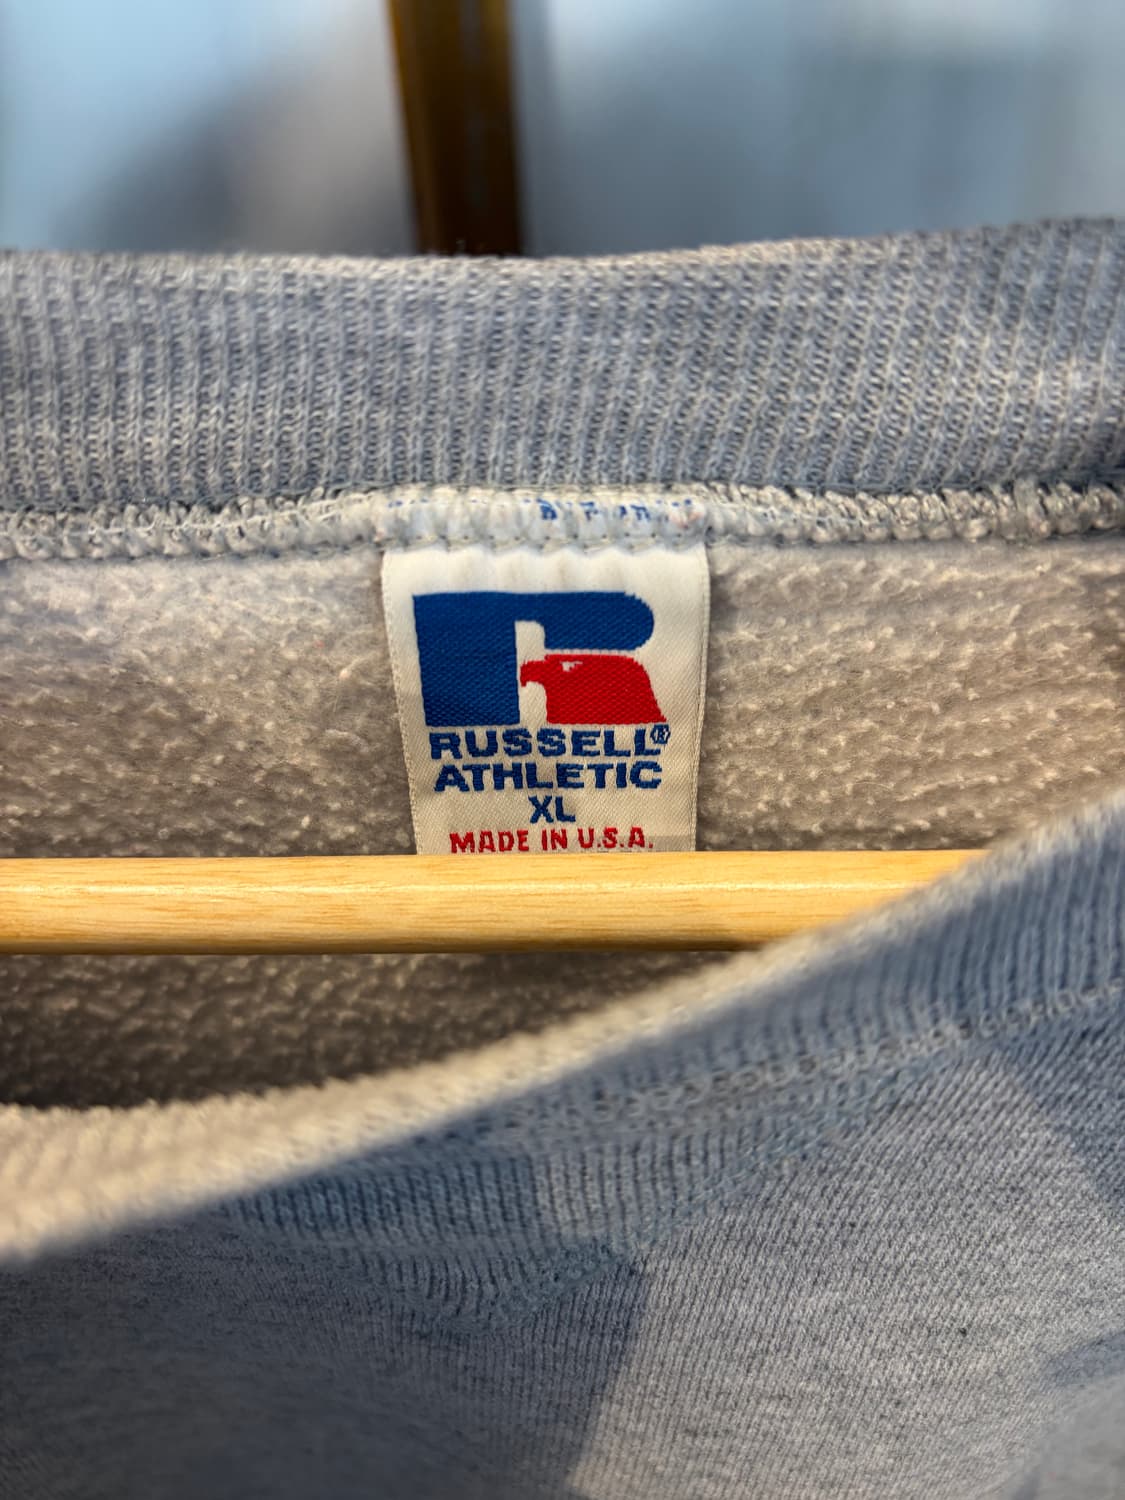 RUSSELL®
ATHLETIC
XL
MADE IN U.S.A.